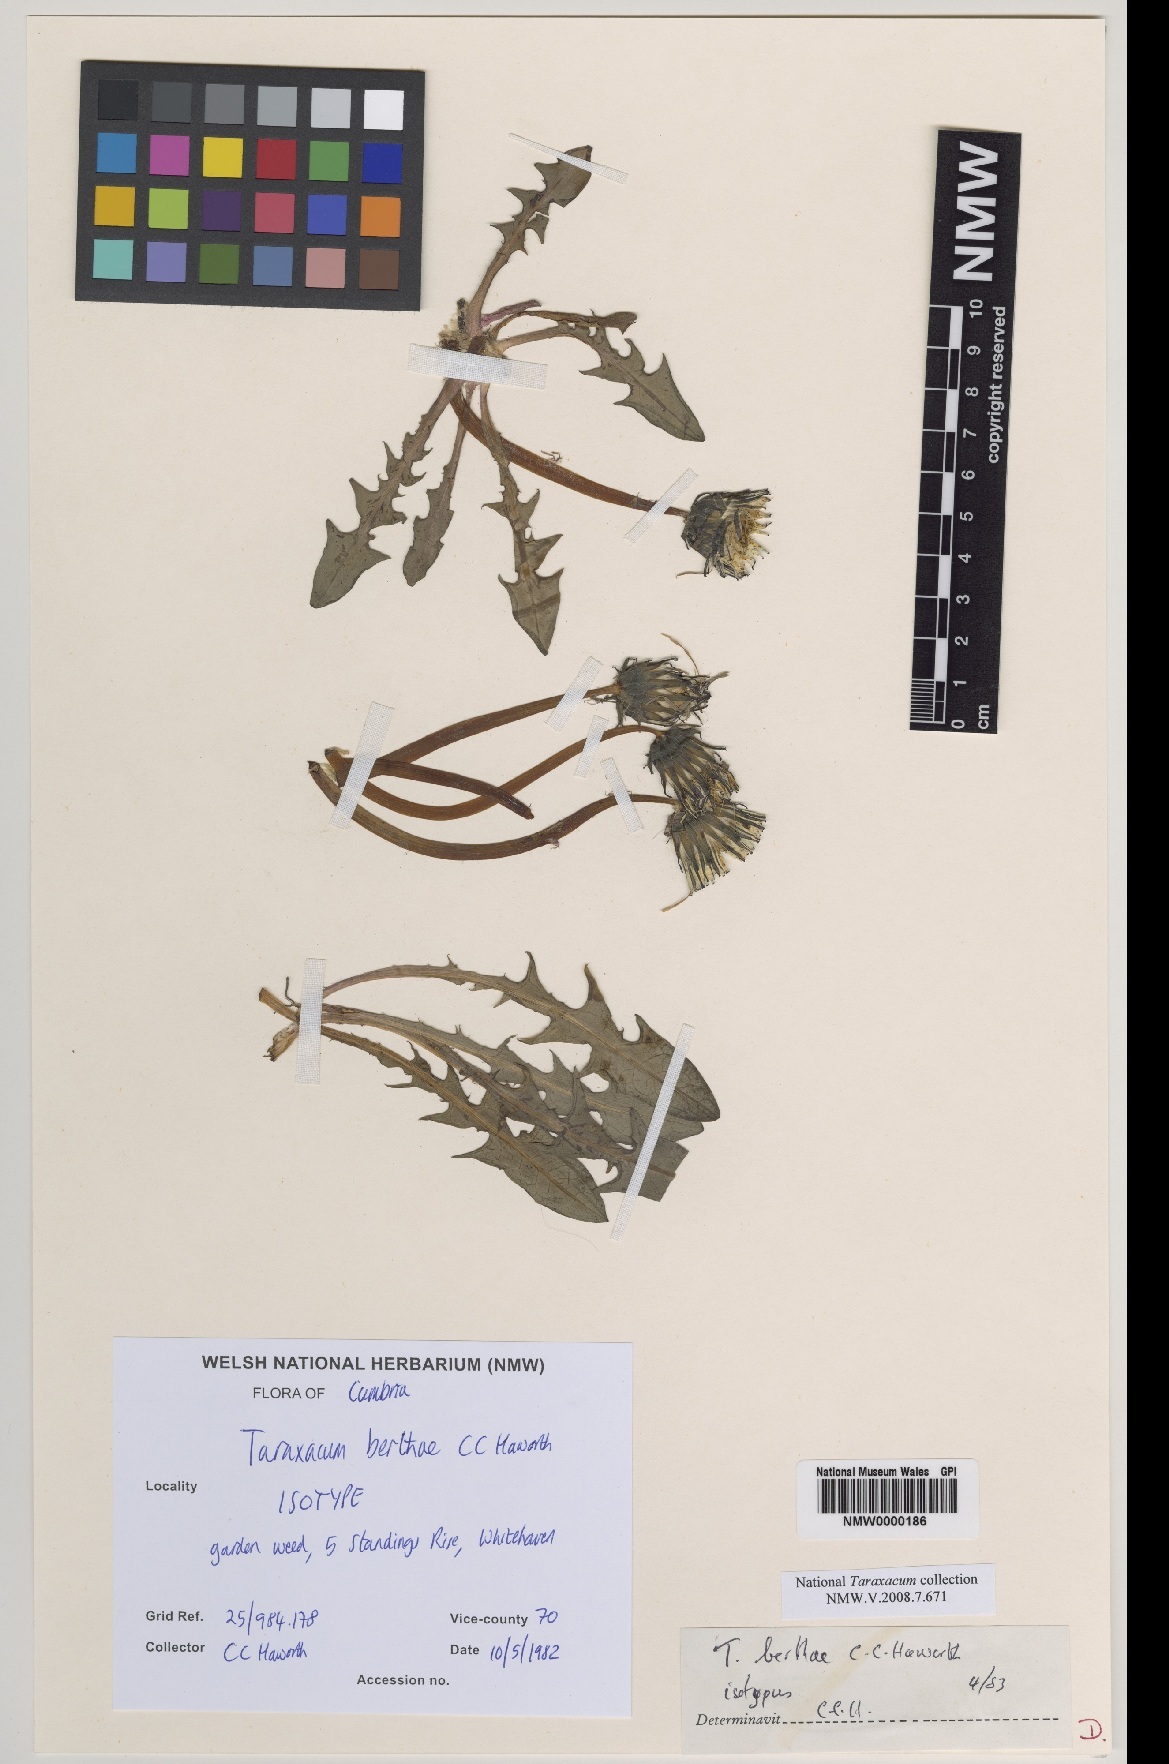 NMW
10
9
8
7
6
5
4
3
2
1
0
cm
copyright reserved
WELSH NATIONAL HERBARIUM (NMW)
FLORA OF Cumbria
Taraxacum berthae CC Haworth
Locality
ISOTYPE
garden weed, 5 Standings Rise, Whitehaven
Grid Ref. 25/984.178
Vice-county 70
Collector CC Haworth
Date 10/5/1982
Accession no.
National Museum Wales GPI
NMW0000186
National Taraxacum collection
NMW.V.2008.7.671
T. berthae C.C. Haworth
isotypus 4/83
Determinavit C.C.H.
D.